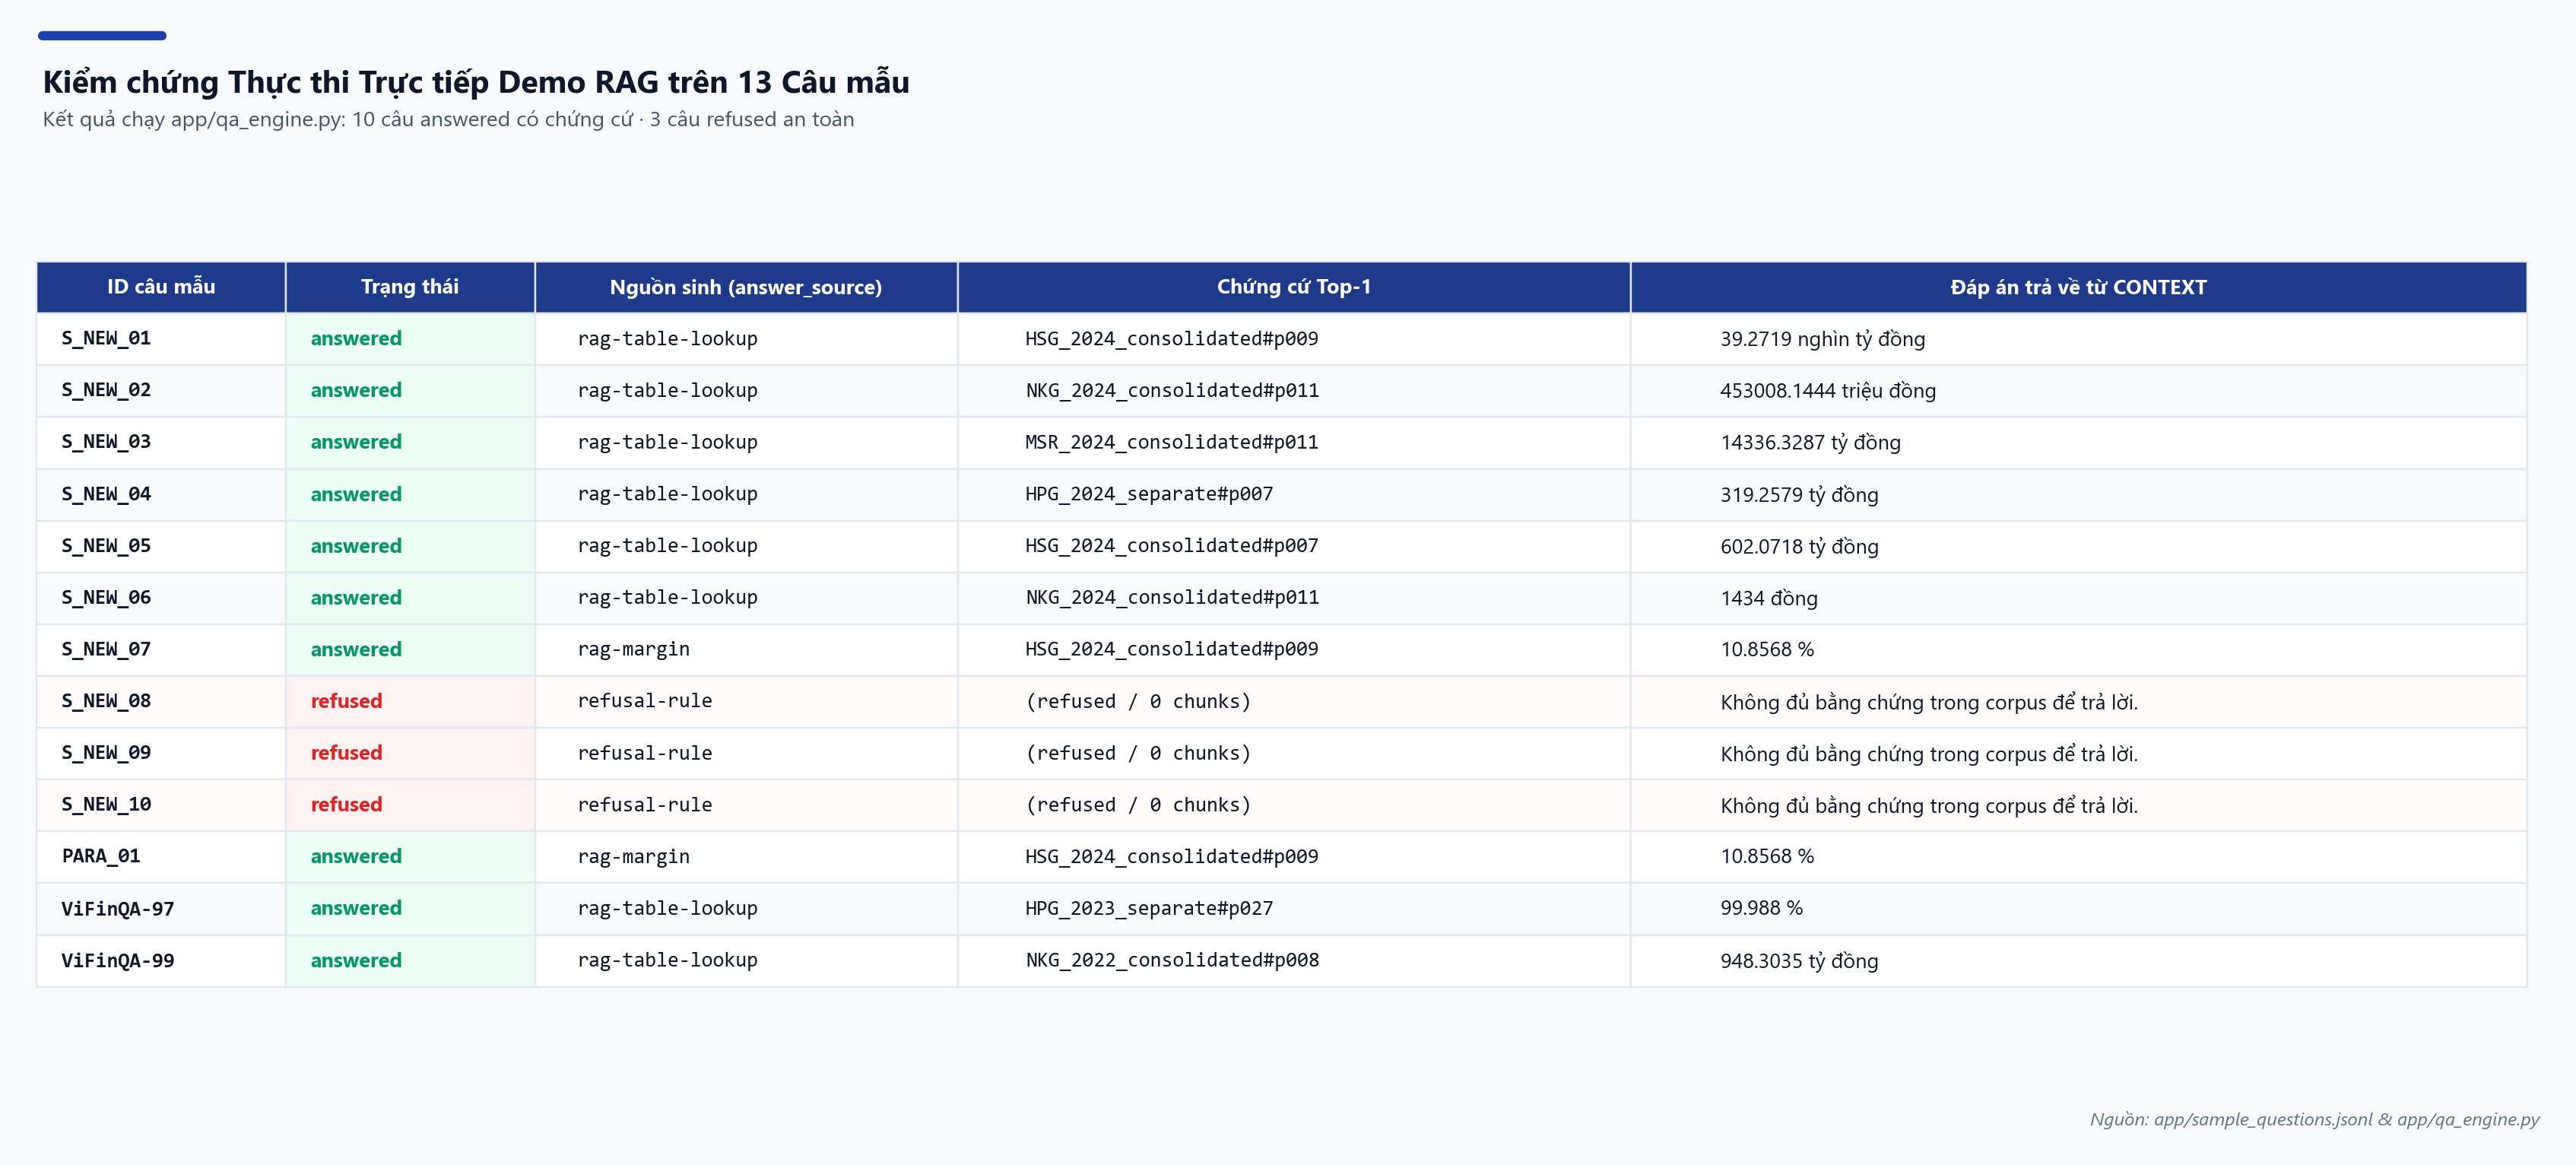 Kiểm chứng Thực thi Trực tiếp Demo RAG trên 13 Câu mẫu
Kết quả chạy app/qa_engine.py: 10 câu answered có chứng cứ · 3 câu refused an toàn
ID câu mẫu Trạng thái Nguồn sinh (answer_source) Chứng cứ Top-1 Đáp án trả về từ CONTEXT
S_NEW_01 answered rag-table-lookup HSG_2024_consolidated#p009 39.2719 nghìn tỷ đồng
S_NEW_02 answered rag-table-lookup NKG_2024_consolidated#p011 453008.1444 triệu đồng
S_NEW_03 answered rag-table-lookup MSR_2024_consolidated#p011 14336.3287 tỷ đồng
S_NEW_04 answered rag-table-lookup HPG_2024_separate#p007 319.2579 tỷ đồng
S_NEW_05 answered rag-table-lookup HSG_2024_consolidated#p007 602.0718 tỷ đồng
S_NEW_06 answered rag-table-lookup NKG_2024_consolidated#p011 1434 đồng
S_NEW_07 answered rag-margin HSG_2024_consolidated#p009 10.8568 %
S_NEW_08 refused refusal-rule (refused / 0 chunks) Không đủ bằng chứng trong corpus để trả lời.
S_NEW_09 refused refusal-rule (refused / 0 chunks) Không đủ bằng chứng trong corpus để trả lời.
S_NEW_10 refused refusal-rule (refused / 0 chunks) Không đủ bằng chứng trong corpus để trả lời.
PARA_01 answered rag-margin HSG_2024_consolidated#p009 10.8568 %
ViFinQA-97 answered rag-table-lookup HPG_2023_separate#p027 99.988 %
ViFinQA-99 answered rag-table-lookup NKG_2022_consolidated#p008 948.3035 tỷ đồng
Nguồn: app/sample_questions.jsonl & app/qa_engine.py